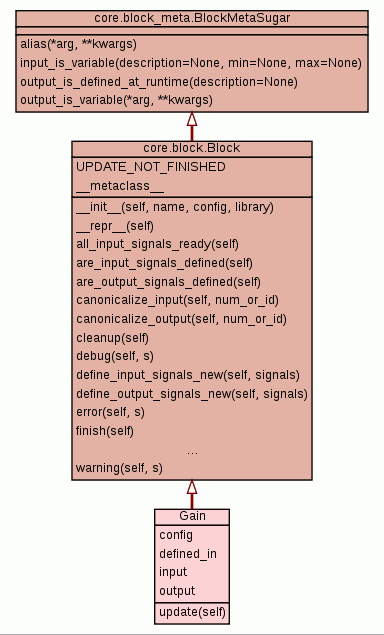 core.block_meta.BlockMetaSugar
alias(*arg, **kwargs)
input_is_variable(description=None, min=None, max=None)
output_is_defined_at_runtime(description=None)
output_is_variable(*arg, **kwargs)
core.block.Block
UPDATE_NOT_FINISHED
__metaclass__
__init__(self, name, config, library)
__repr__(self)
all_input_signals_ready(self)
are_input_signals_defined(self)
are_output_signals_defined(self)
canonicalize_input(self, num_or_id)
canonicalize_output(self, num_or_id)
cleanup(self)
debug(self, s)
define_input_signals_new(self, signals)
define_output_signals_new(self, signals)
error(self, s)
finish(self)
...
warning(self, s)
Gain
config
defined_in
input
output
update(self)